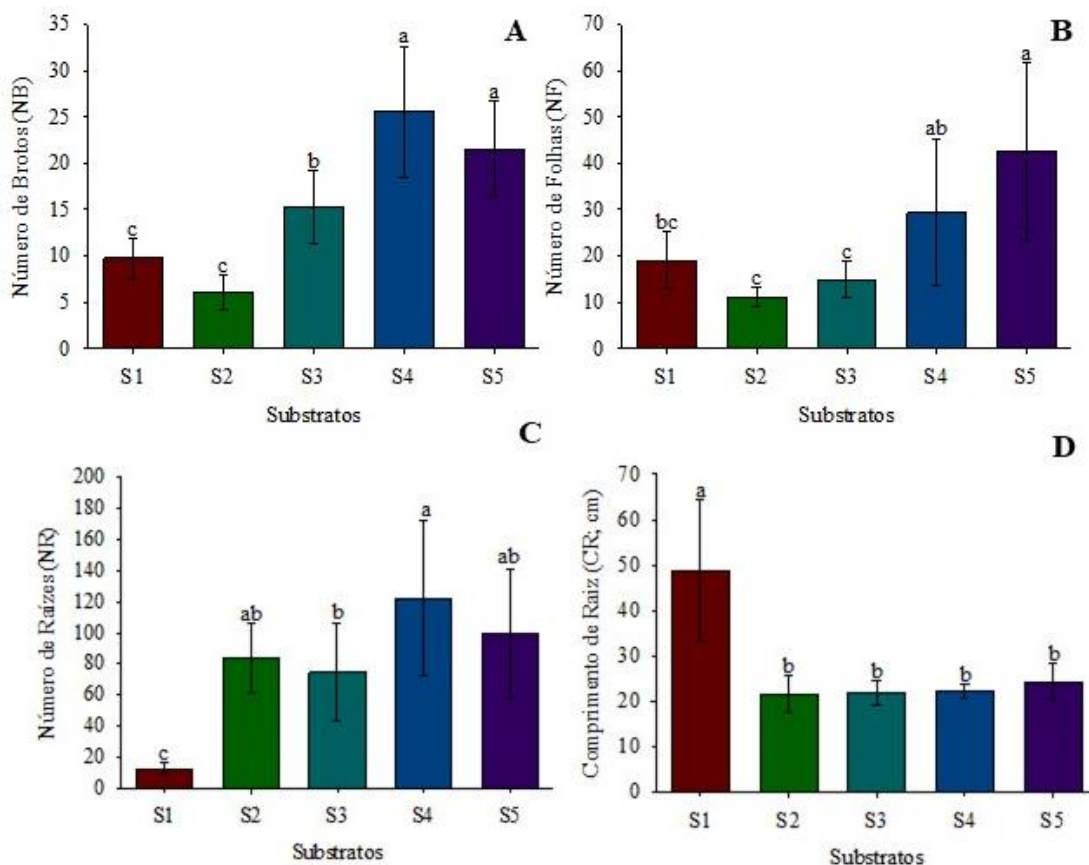 A
Número de Brotos (NB)
35
30
25
20
15
10
5
0
c
c
b
a
a
S1
S2
S3
S4
S5
Substratos
B
Número de Folhas (NF)
70
60
50
40
30
20
10
0
bc
c
c
ab
a
S1
S2
S3
S4
S5
Substratos
C
Número de Raízes (NR)
200
180
160
140
120
100
80
60
40
20
0
c
ab
b
a
ab
S1
S2
S3
S4
S5
Substratos
D
Comprimento de Raiz (CR; cm)
70
60
50
40
30
20
10
0
a
b
b
b
b
S1
S2
S3
S4
S5
Substratos